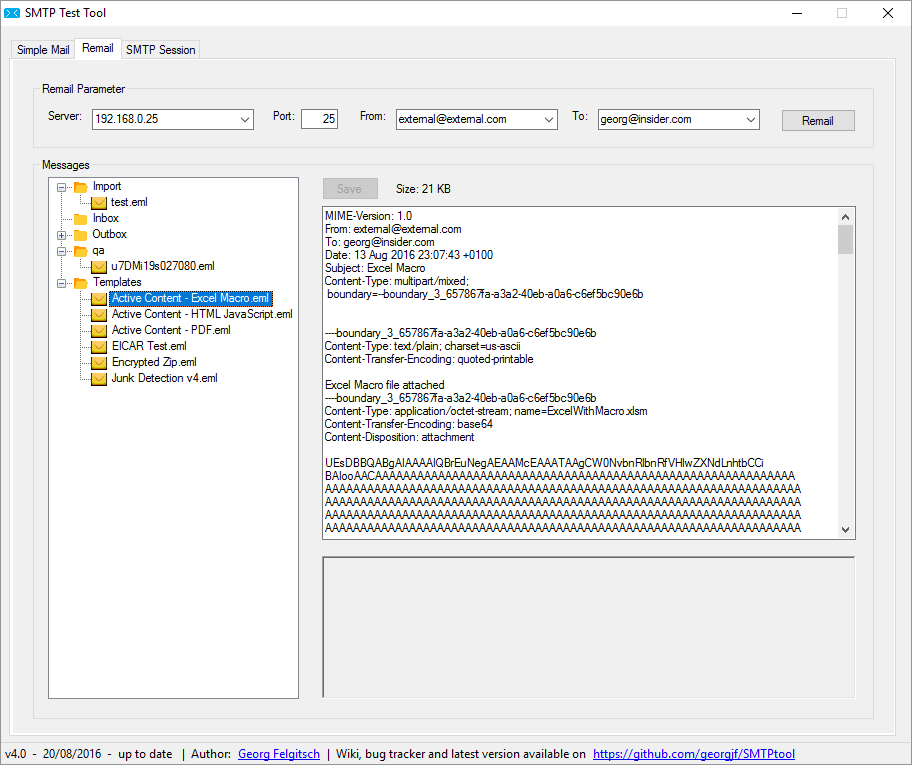 SMTP Test Tool
Simple Mail Remail SMTP Session
Remail Parameter
Server: 192.168.0.25 Port: 25 From: external@external.com To: georg@insider.com Remail
Messages
Import
test.eml
Inbox
Outbox
qa
u7DMi19s027080.eml
Templates
Active Content - Excel Macro.eml
Active Content - HTML JavaScript.eml
Active Content - PDF.eml
EICAR Test.eml
Encrypted Zip.eml
Junk Detection v4.eml
Save Size: 21 KB
MIME-Version: 1.0
From: external@external.com
To: georg@insider.com
Date: 13 Aug 2016 23:07:43 +0100
Subject: Excel Macro
Content-Type: multipart/mixed;
boundary=--boundary_3_657867fa-a3a2-40eb-a0a6-c6ef5bc90e6b
----boundary_3_657867fa-a3a2-40eb-a0a6-c6ef5bc90e6b
Content-Type: text/plain; charset=us-ascii
Content-Transfer-Encoding: quoted-printable
Excel Macro file attached
----boundary_3_657867fa-a3a2-40eb-a0a6-c6ef5bc90e6b
Content-Type: application/octet-stream; name=ExcelWithMacro.xlsm
Content-Transfer-Encoding: base64
Content-Disposition: attachment
v4.0 - 20/08/2016 - up to date | Author: Georg Felgitsch | Wiki, bug tracker and latest version available on https://github.com/georgjf/SMTPtool